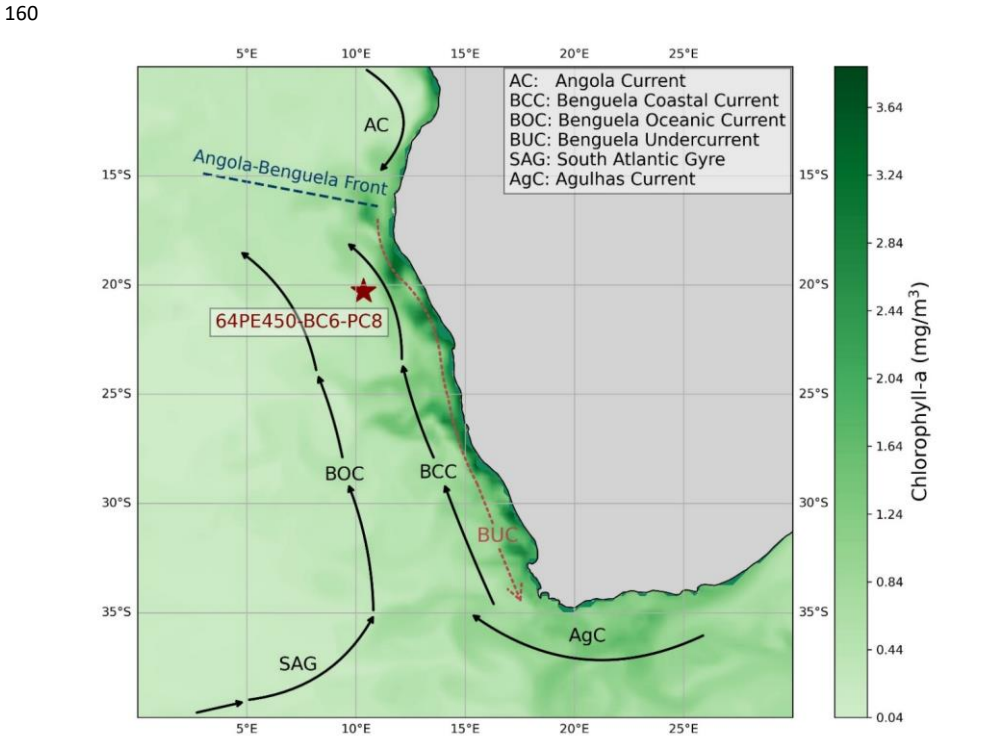 160
5°E 10°E 15°E 20°E 25°E
AC: Angola Current
BCC: Benguela Coastal Current
BOC: Benguela Oceanic Current
BUC: Benguela Undercurrent
SAG: South Atlantic Gyre
AgC: Agulhas Current
AC
Angola-Benguela Front
15°S 15°S
20°S 20°S
64PE450-BC6-PC8
25°S 25°S
BOC BCC
30°S 30°S
BUC
35°S 35°S
AgC
SAG
5°E 10°E 15°E 20°E 25°E
3.64
3.24
2.84
2.44
2.04
1.64
1.24
0.84
0.44
0.04
Chlorophyll-a (mg/m³)